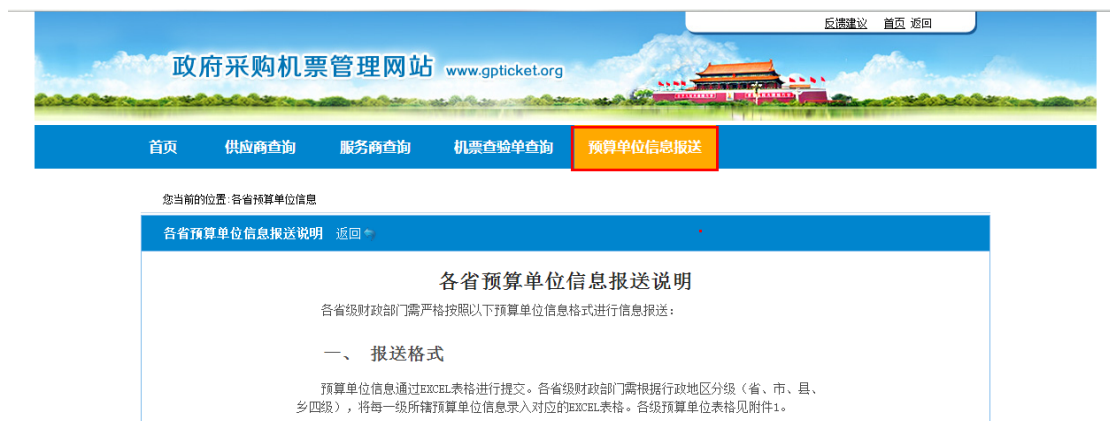 反馈建议 首页 返回
政府采购机票管理网站 www.gpticket.org
首页 供应商查询 服务商查询 机票查验单查询 预算单位信息报送
您当前的位置:各省预算单位信息
各省预算单位信息报送说明 返回
各省预算单位信息报送说明
各省级财政部门需严格按照以下预算单位信息格式进行信息报送:
一、 报送格式
预算单位信息通过EXCEL表格进行提交。各省级财政部门需根据行政地区分级（省、市、县、
乡四级），将每一级所辖预算单位信息录入对应的EXCEL表格。各级预算单位表格见附件1。